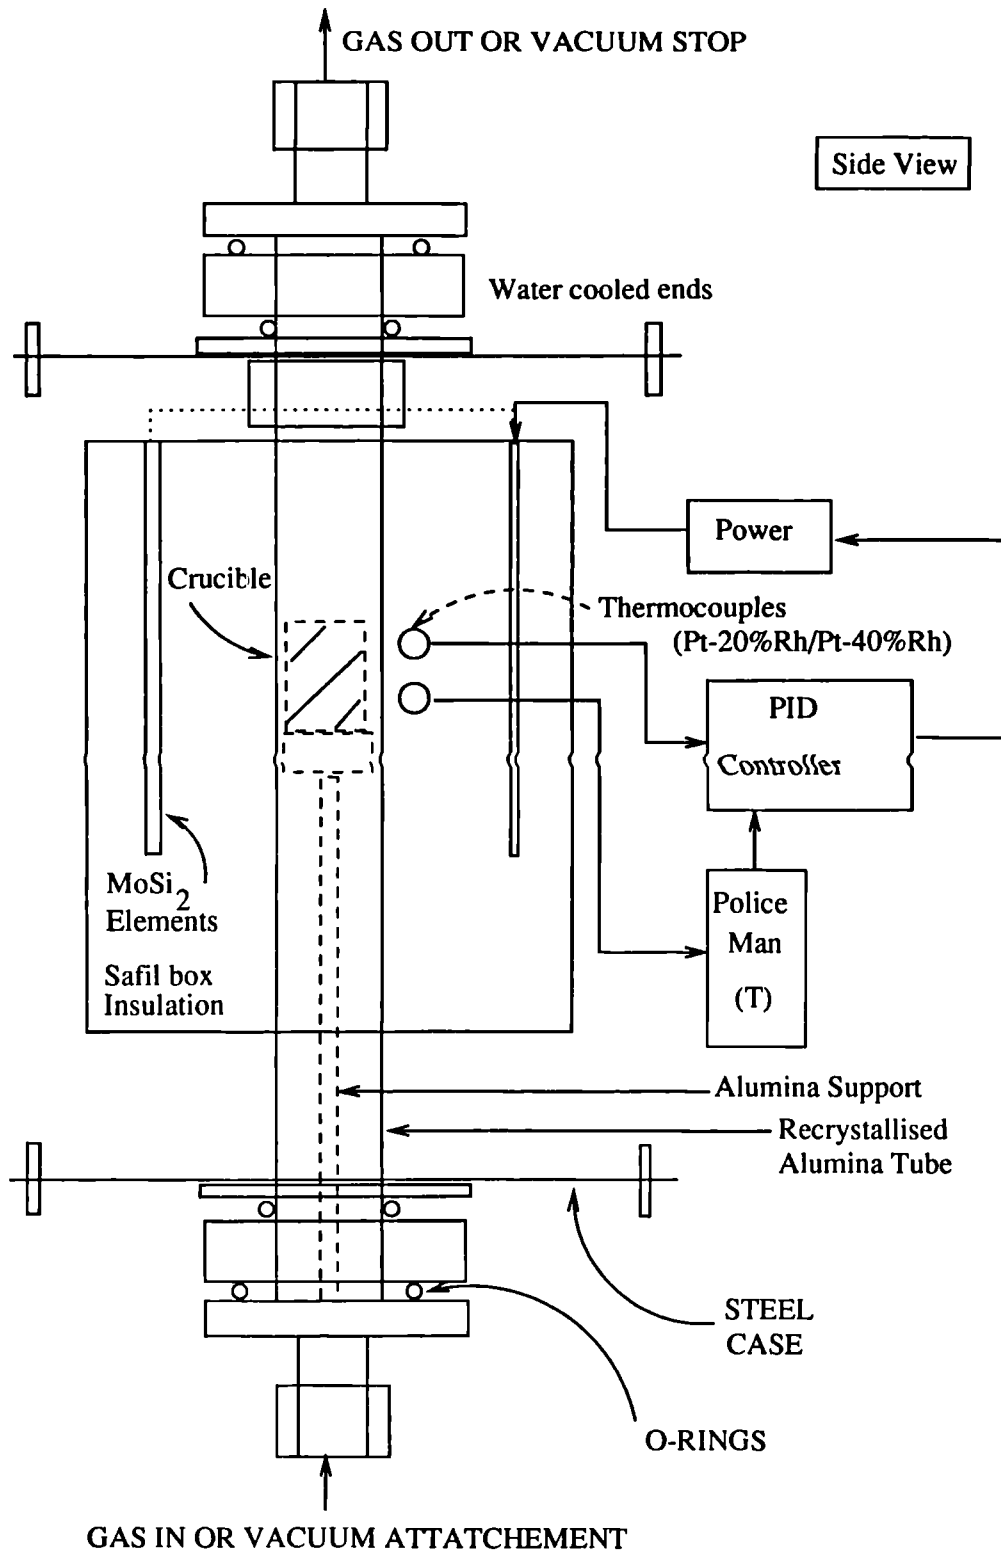 GAS OUT OR VACUUM STOP
Side View
Water cooled ends
Power
Crucible
Thermocouples
(Pt-20%Rh/Pt-40%Rh)
PID
Controller
MoSi2
Elements
Police
Man
(T)
Safil box
Insulation
Alumina Support
Recrystallised
Alumina Tube
STEEL
CASE
O-RINGS
GAS IN OR VACUUM ATTATCHEMENT